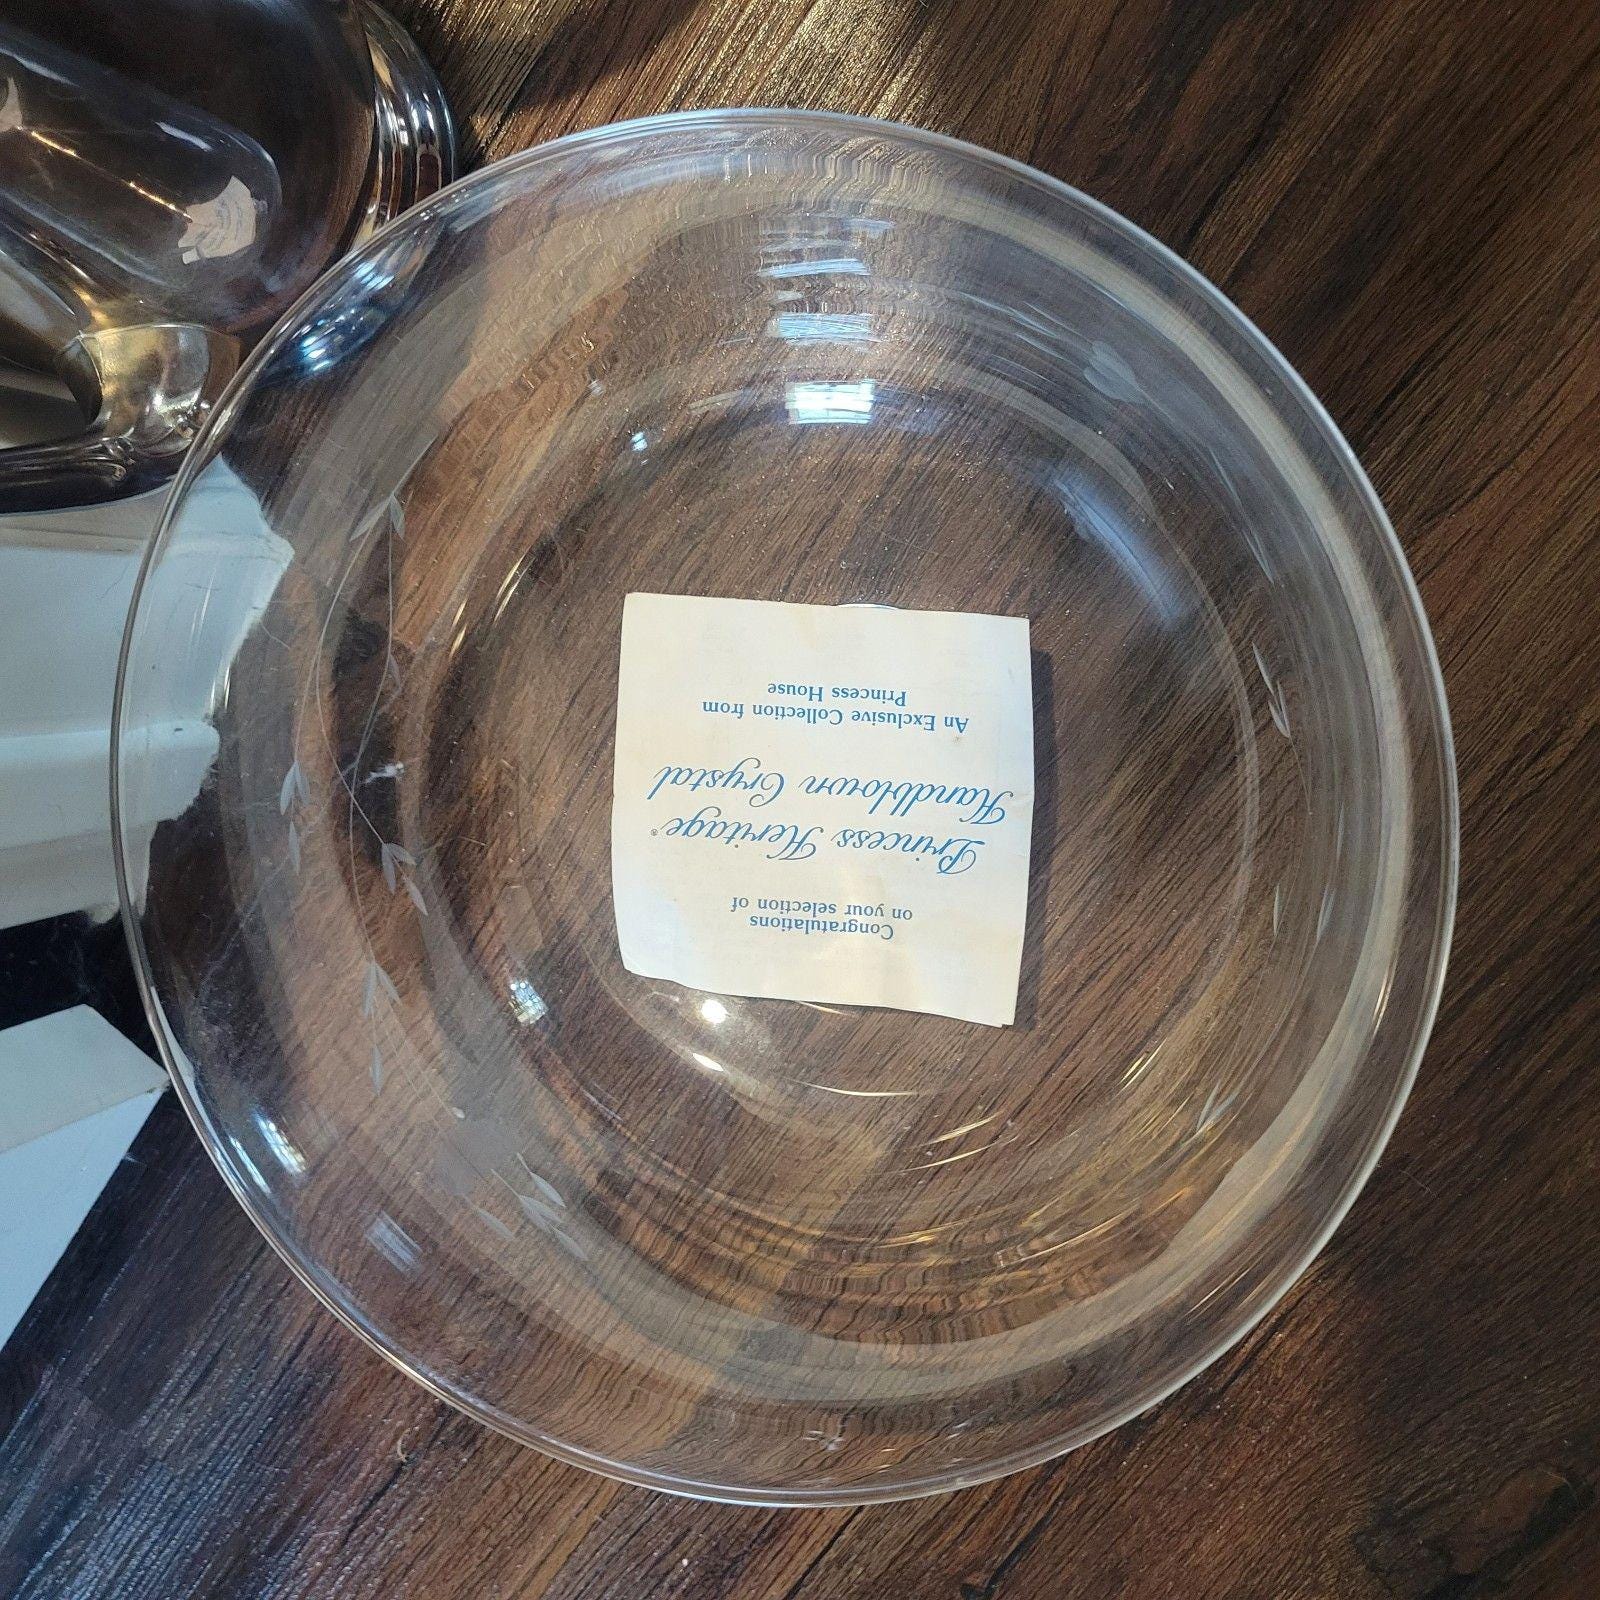 Congratulations
on your selection of
Princess Heritage®
Handblown Crystal
An Exclusive Collection from
Princess House